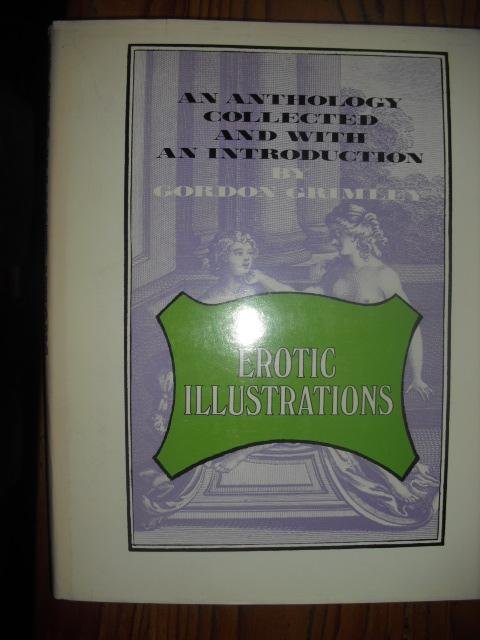 AN ANTHOLOGY
COLLECTED
AND WITH
AN INTRODUCTION
BY
GORDON GRIMLEY
EROTIC
ILLUSTRATIONS